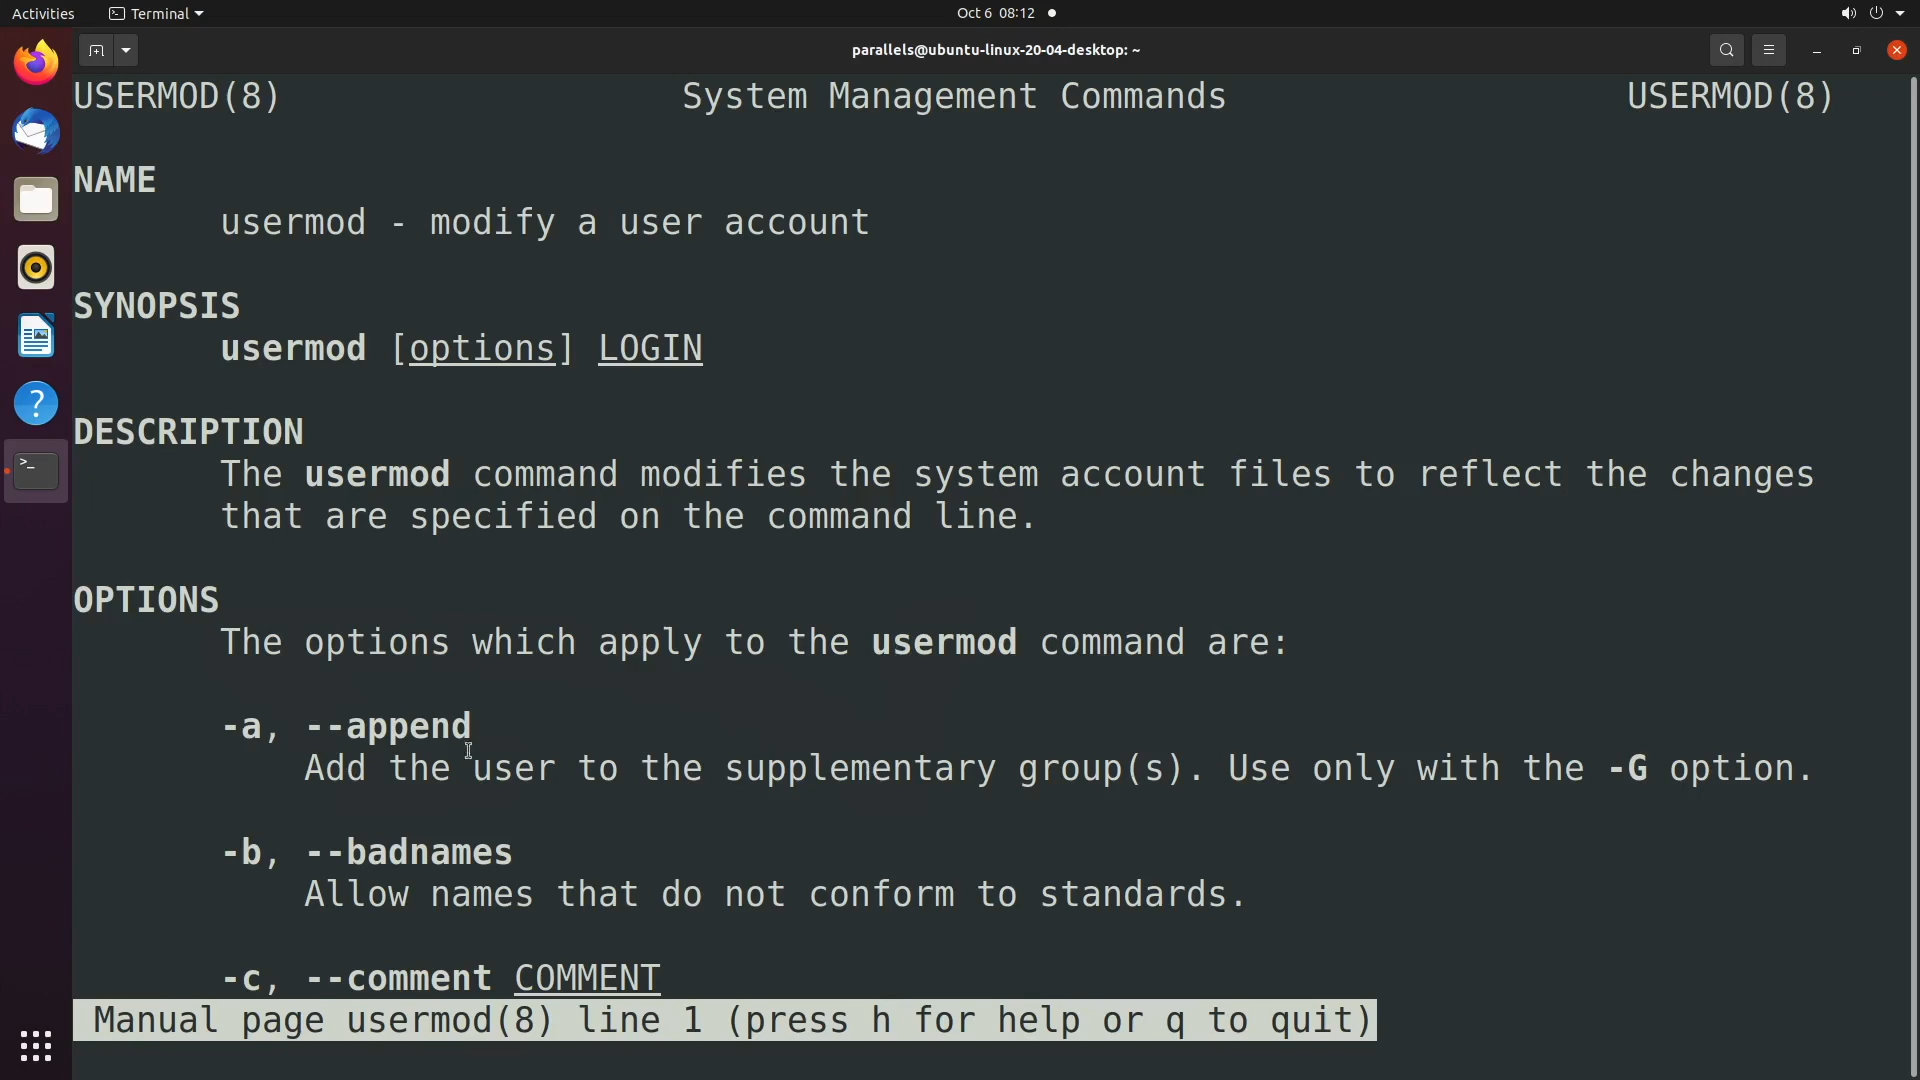 Activities Terminal Oct 6 08:12
parallels@ubuntu-linux-20-04-desktop: ~
USERMOD(8) System Management Commands USERMOD(8)
NAME
usermod - modify a user account
SYNOPSIS
usermod [options] LOGIN
DESCRIPTION
The usermod command modifies the system account files to reflect the changes
that are specified on the command line.
OPTIONS
The options which apply to the usermod command are:
-a, --append
Add the user to the supplementary group(s). Use only with the -G option.
-b, --badnames
Allow names that do not conform to standards.
-c, --comment COMMENT
Manual page usermod(8) line 1 (press h for help or q to quit)